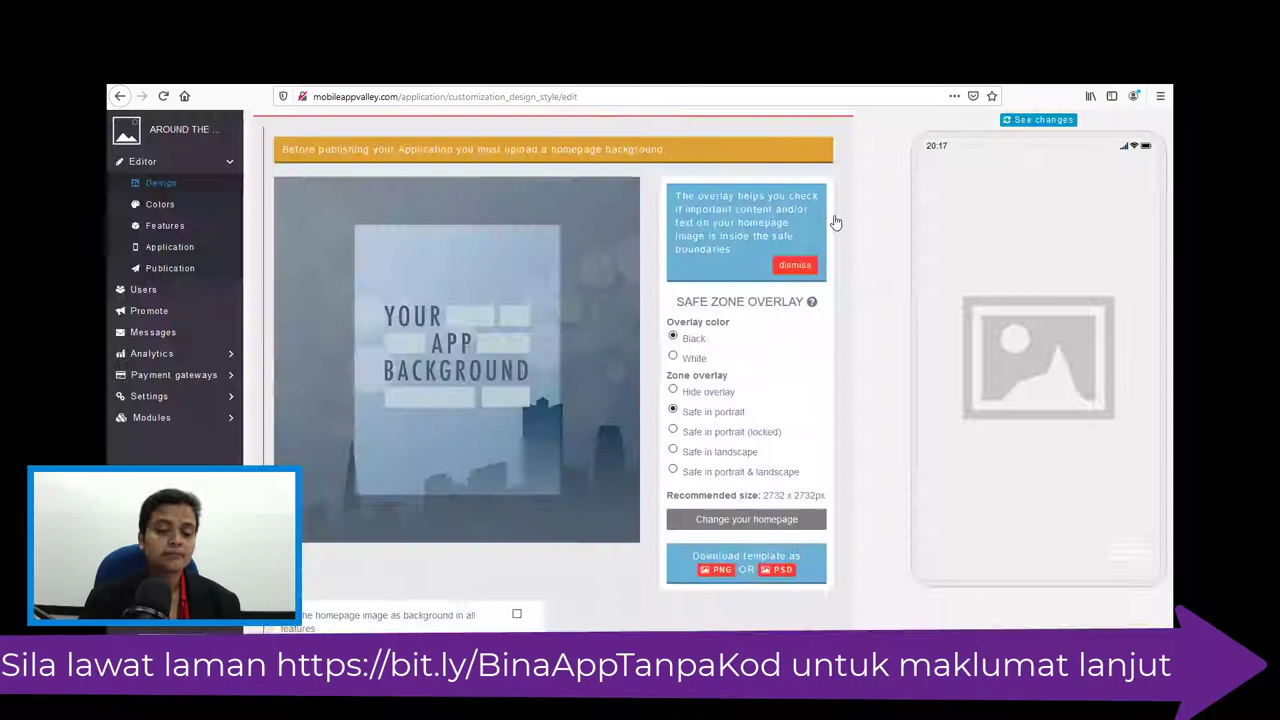 mobileappvalley.com/application/customization_design_style/edit
AROUND THE ...
Editor
Design
Colors
Features
Application
Publication
Users
Promote
Messages
Analytics
Payment gateways
Settings
Modules
Before publishing your Application you must upload a homepage background.
YOUR
APP
BACKGROUND
The overlay helps you check
if important content and/or
text on your homepage
image is inside the safe
boundaries
dismiss
SAFE ZONE OVERLAY
Overlay color
Black
White
Zone overlay
Hide overlay
Safe in portrait
Safe in portrait (locked)
Safe in landscape
Safe in portrait & landscape
Recommended size: 2732 x 2732px
Change your homepage
Download template as
PNG OR PSD
he homepage image as background in all
features
See changes
20:17
Sila lawat laman https://bit.ly/BinaAppTanpaKod untuk maklumat lanjut